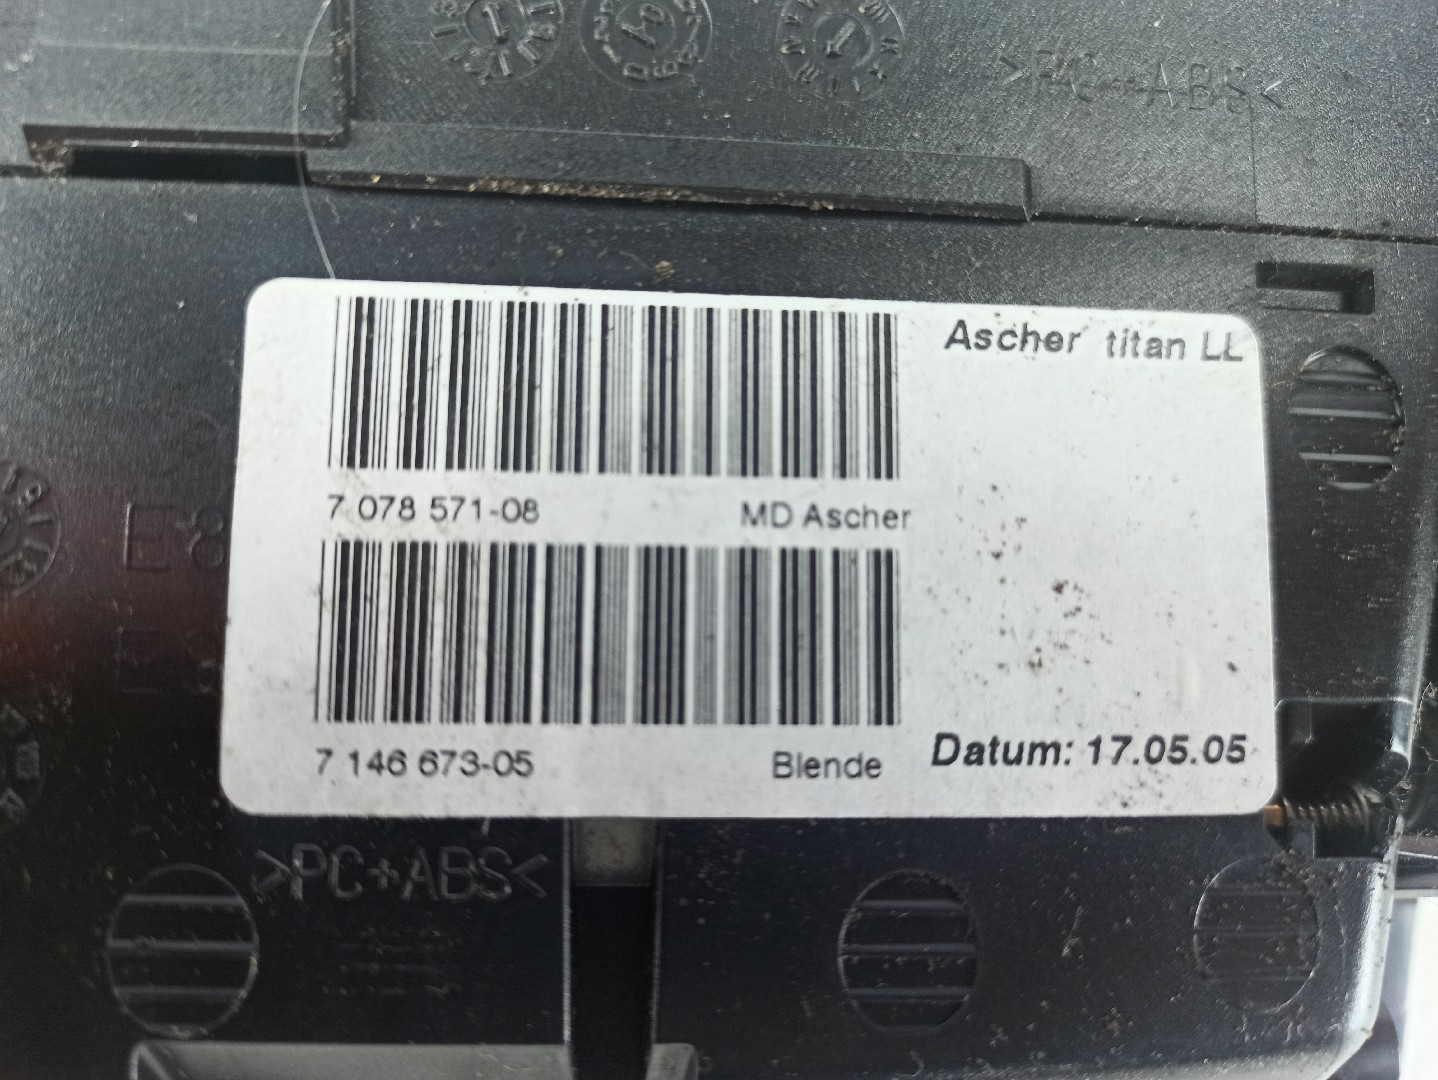 >PC+ABS<
Ascher titan LL
7 078 571-08 MD Ascher
E8
7 146 673-05 Blende
Datum: 17.05.05
>PC+ABS<